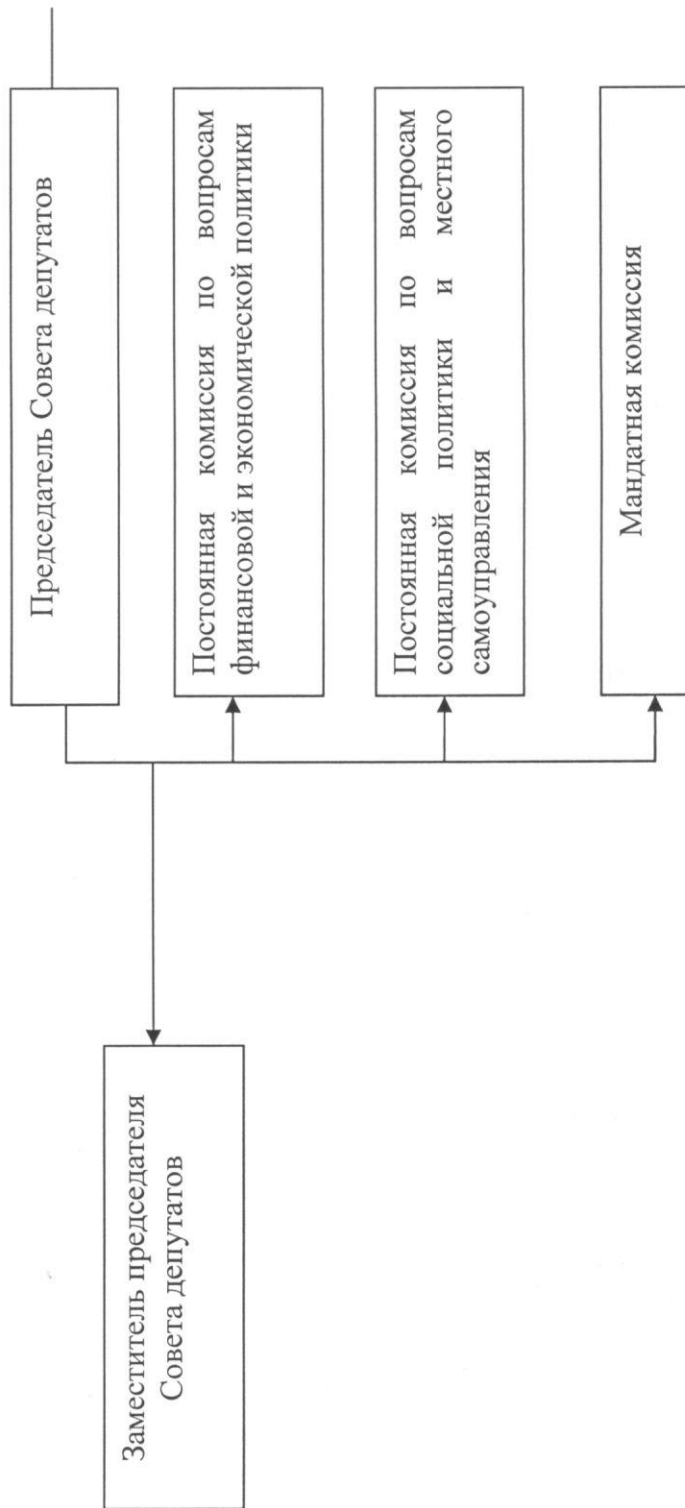 Председатель Совета депутатов
Заместитель председателя
Совета депутатов
Постоянная комиссия по вопросам
финансовой и экономической политики
Постоянная комиссия по вопросам
социальной политики и местного
самоуправления
Мандатная комиссия